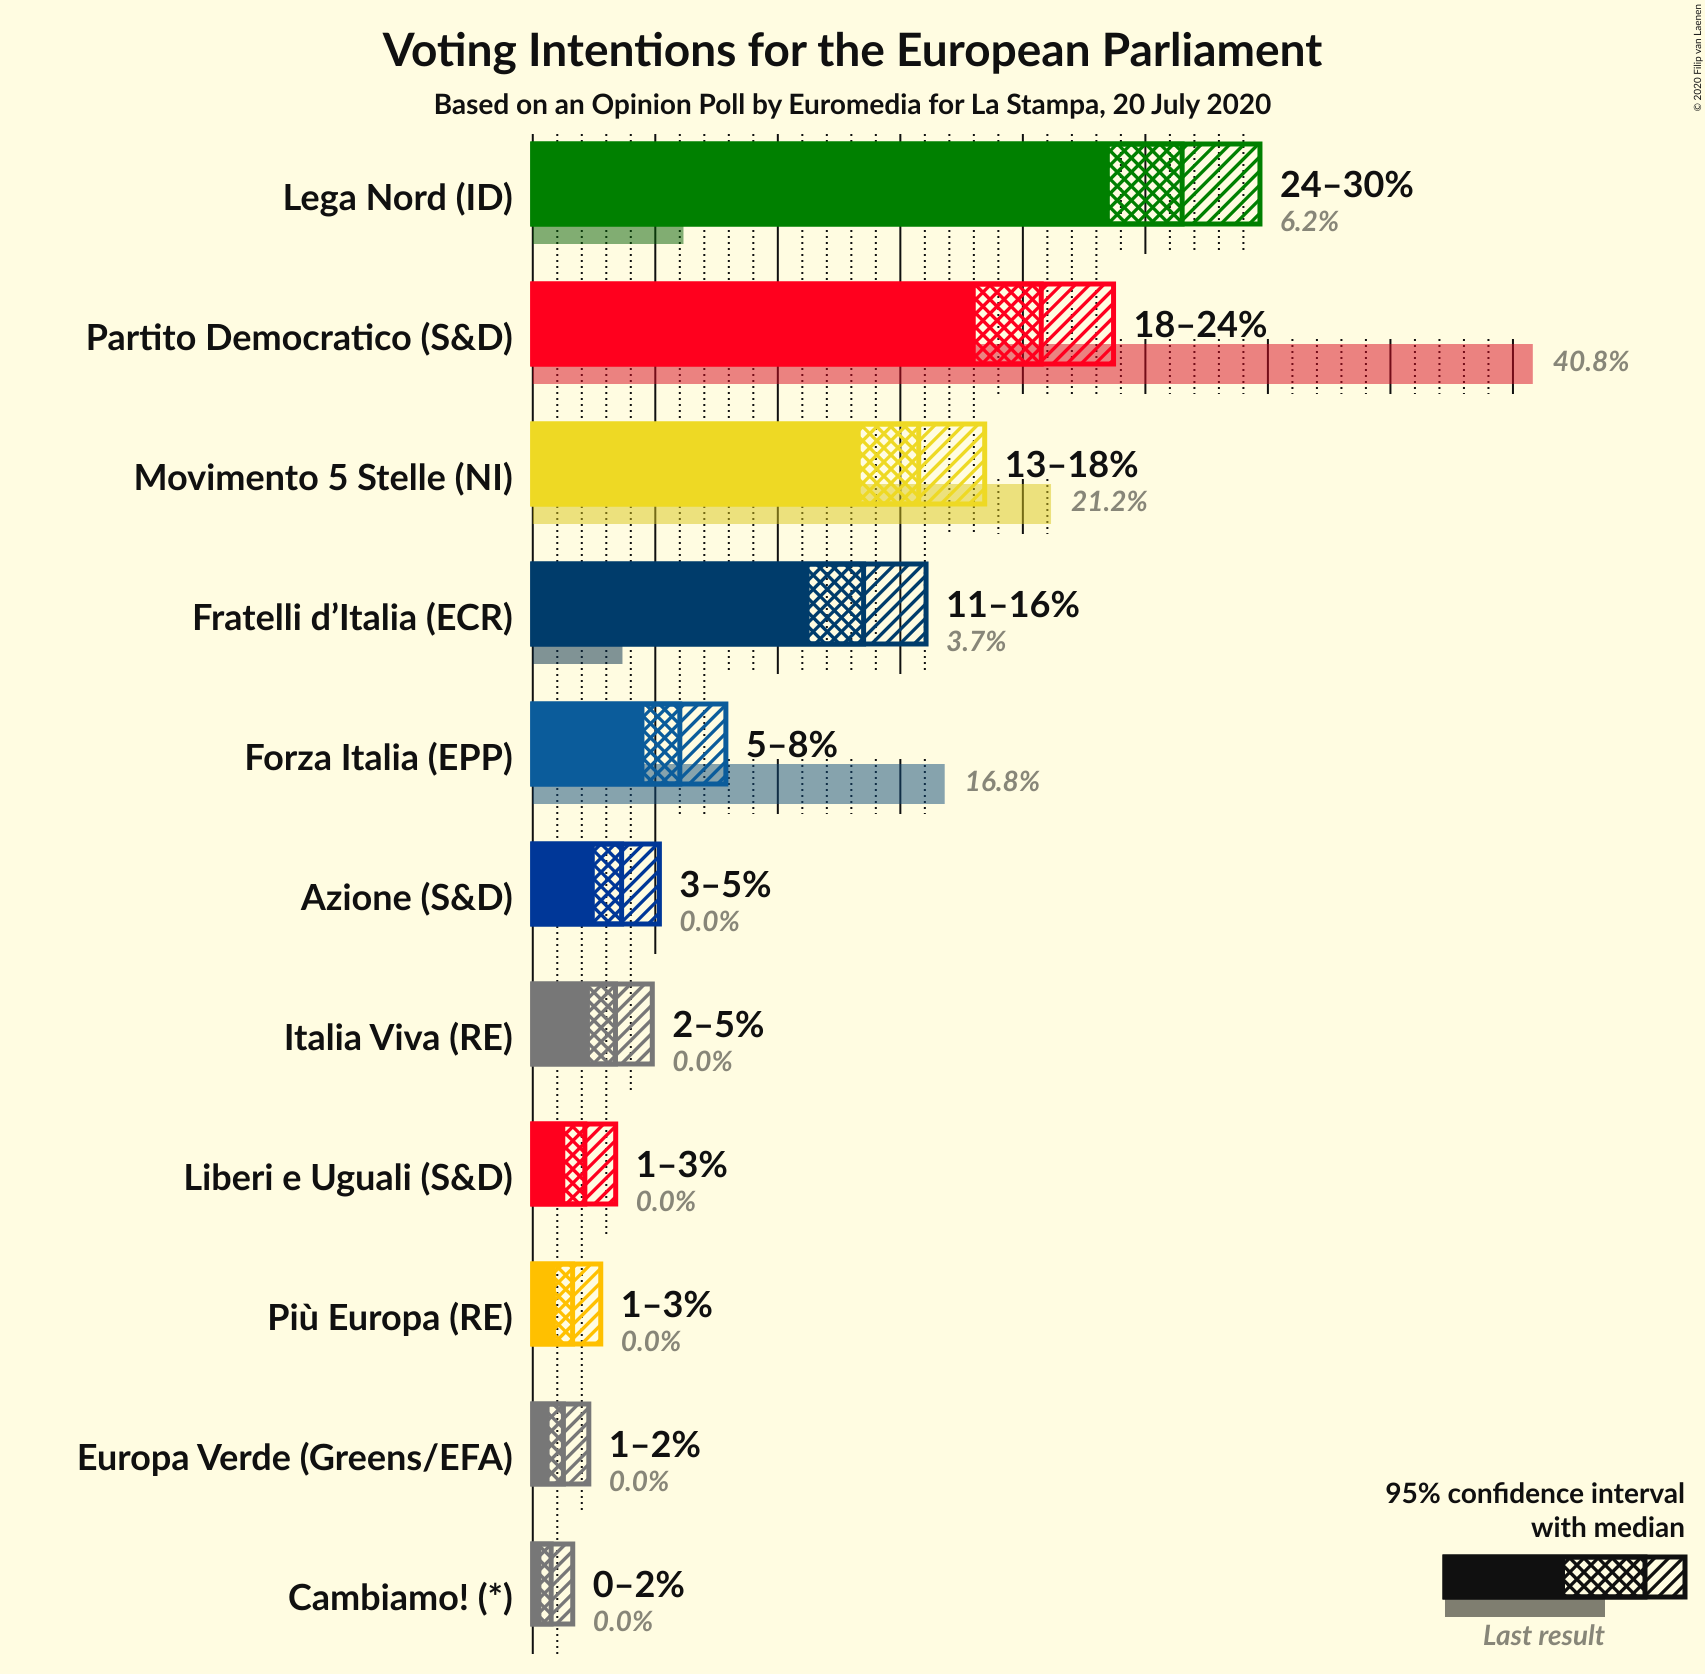 Voting Intentions for the European Parliament
Based on an Opinion Poll by Euromedia for La Stampa, 20 July 2020
© 2020 Filip van Laenen
Lega Nord (ID)
24–30%
6.2%
Partito Democratico (S&D)
18–24%
40.8%
Movimento 5 Stelle (NI)
13–18%
21.2%
Fratelli d’Italia (ECR)
11–16%
3.7%
Forza Italia (EPP)
5–8%
16.8%
Azione (S&D)
3–5%
0.0%
Italia Viva (RE)
2–5%
0.0%
Liberi e Uguali (S&D)
1–3%
0.0%
Più Europa (RE)
1–3%
0.0%
Europa Verde (Greens/EFA)
1–2%
0.0%
Cambiamo! (*)
0–2%
0.0%
95% confidence interval
with median
Last result